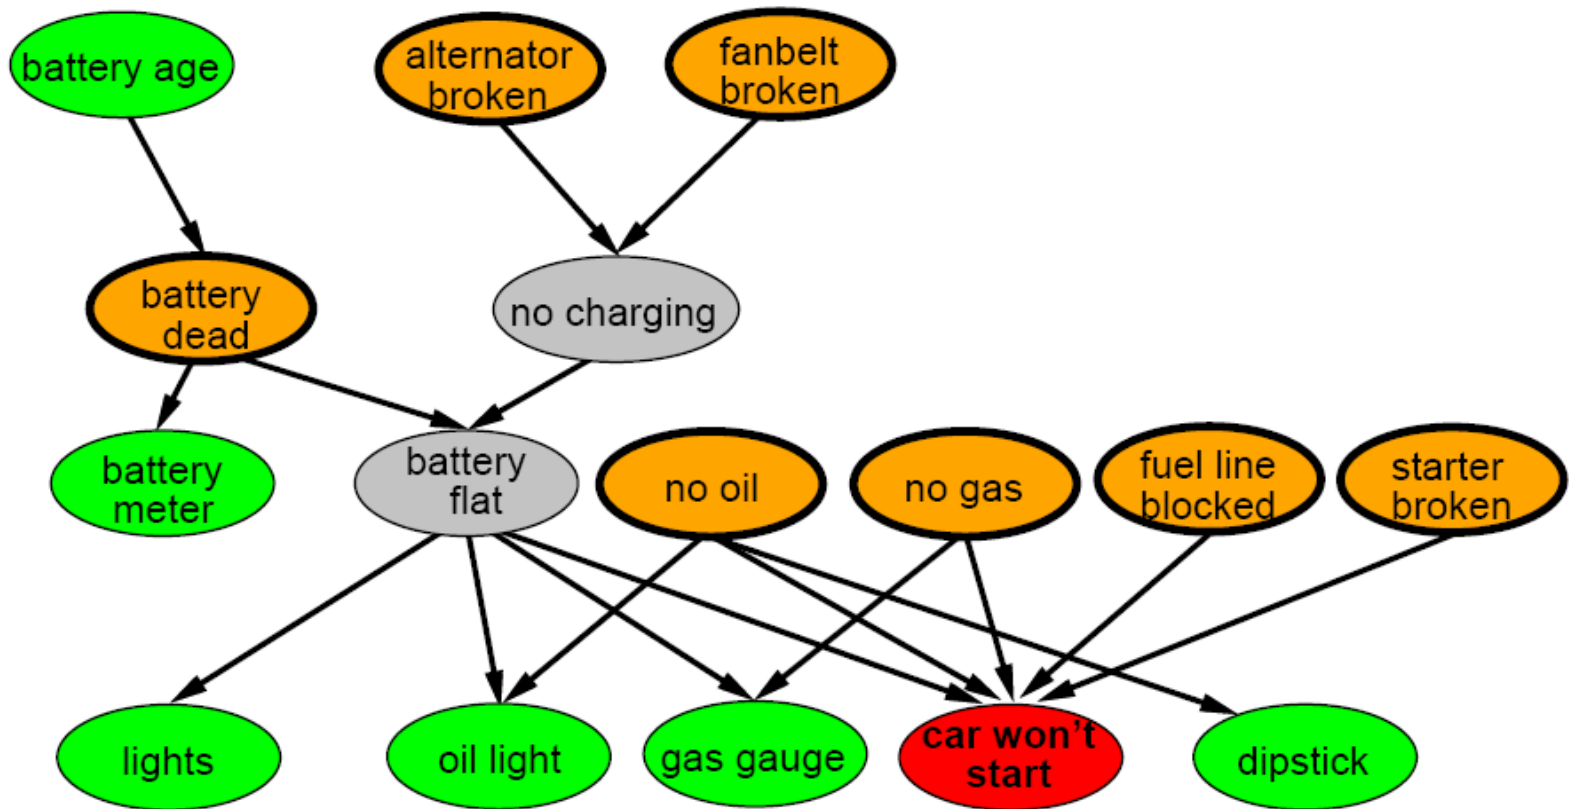 battery age
alternator
broken
fanbelt
broken
battery
dead
no charging
battery
meter
battery
flat
no oil
no gas
fuel line
blocked
starter
broken
lights
oil light
gas gauge
car won't
start
dipstick